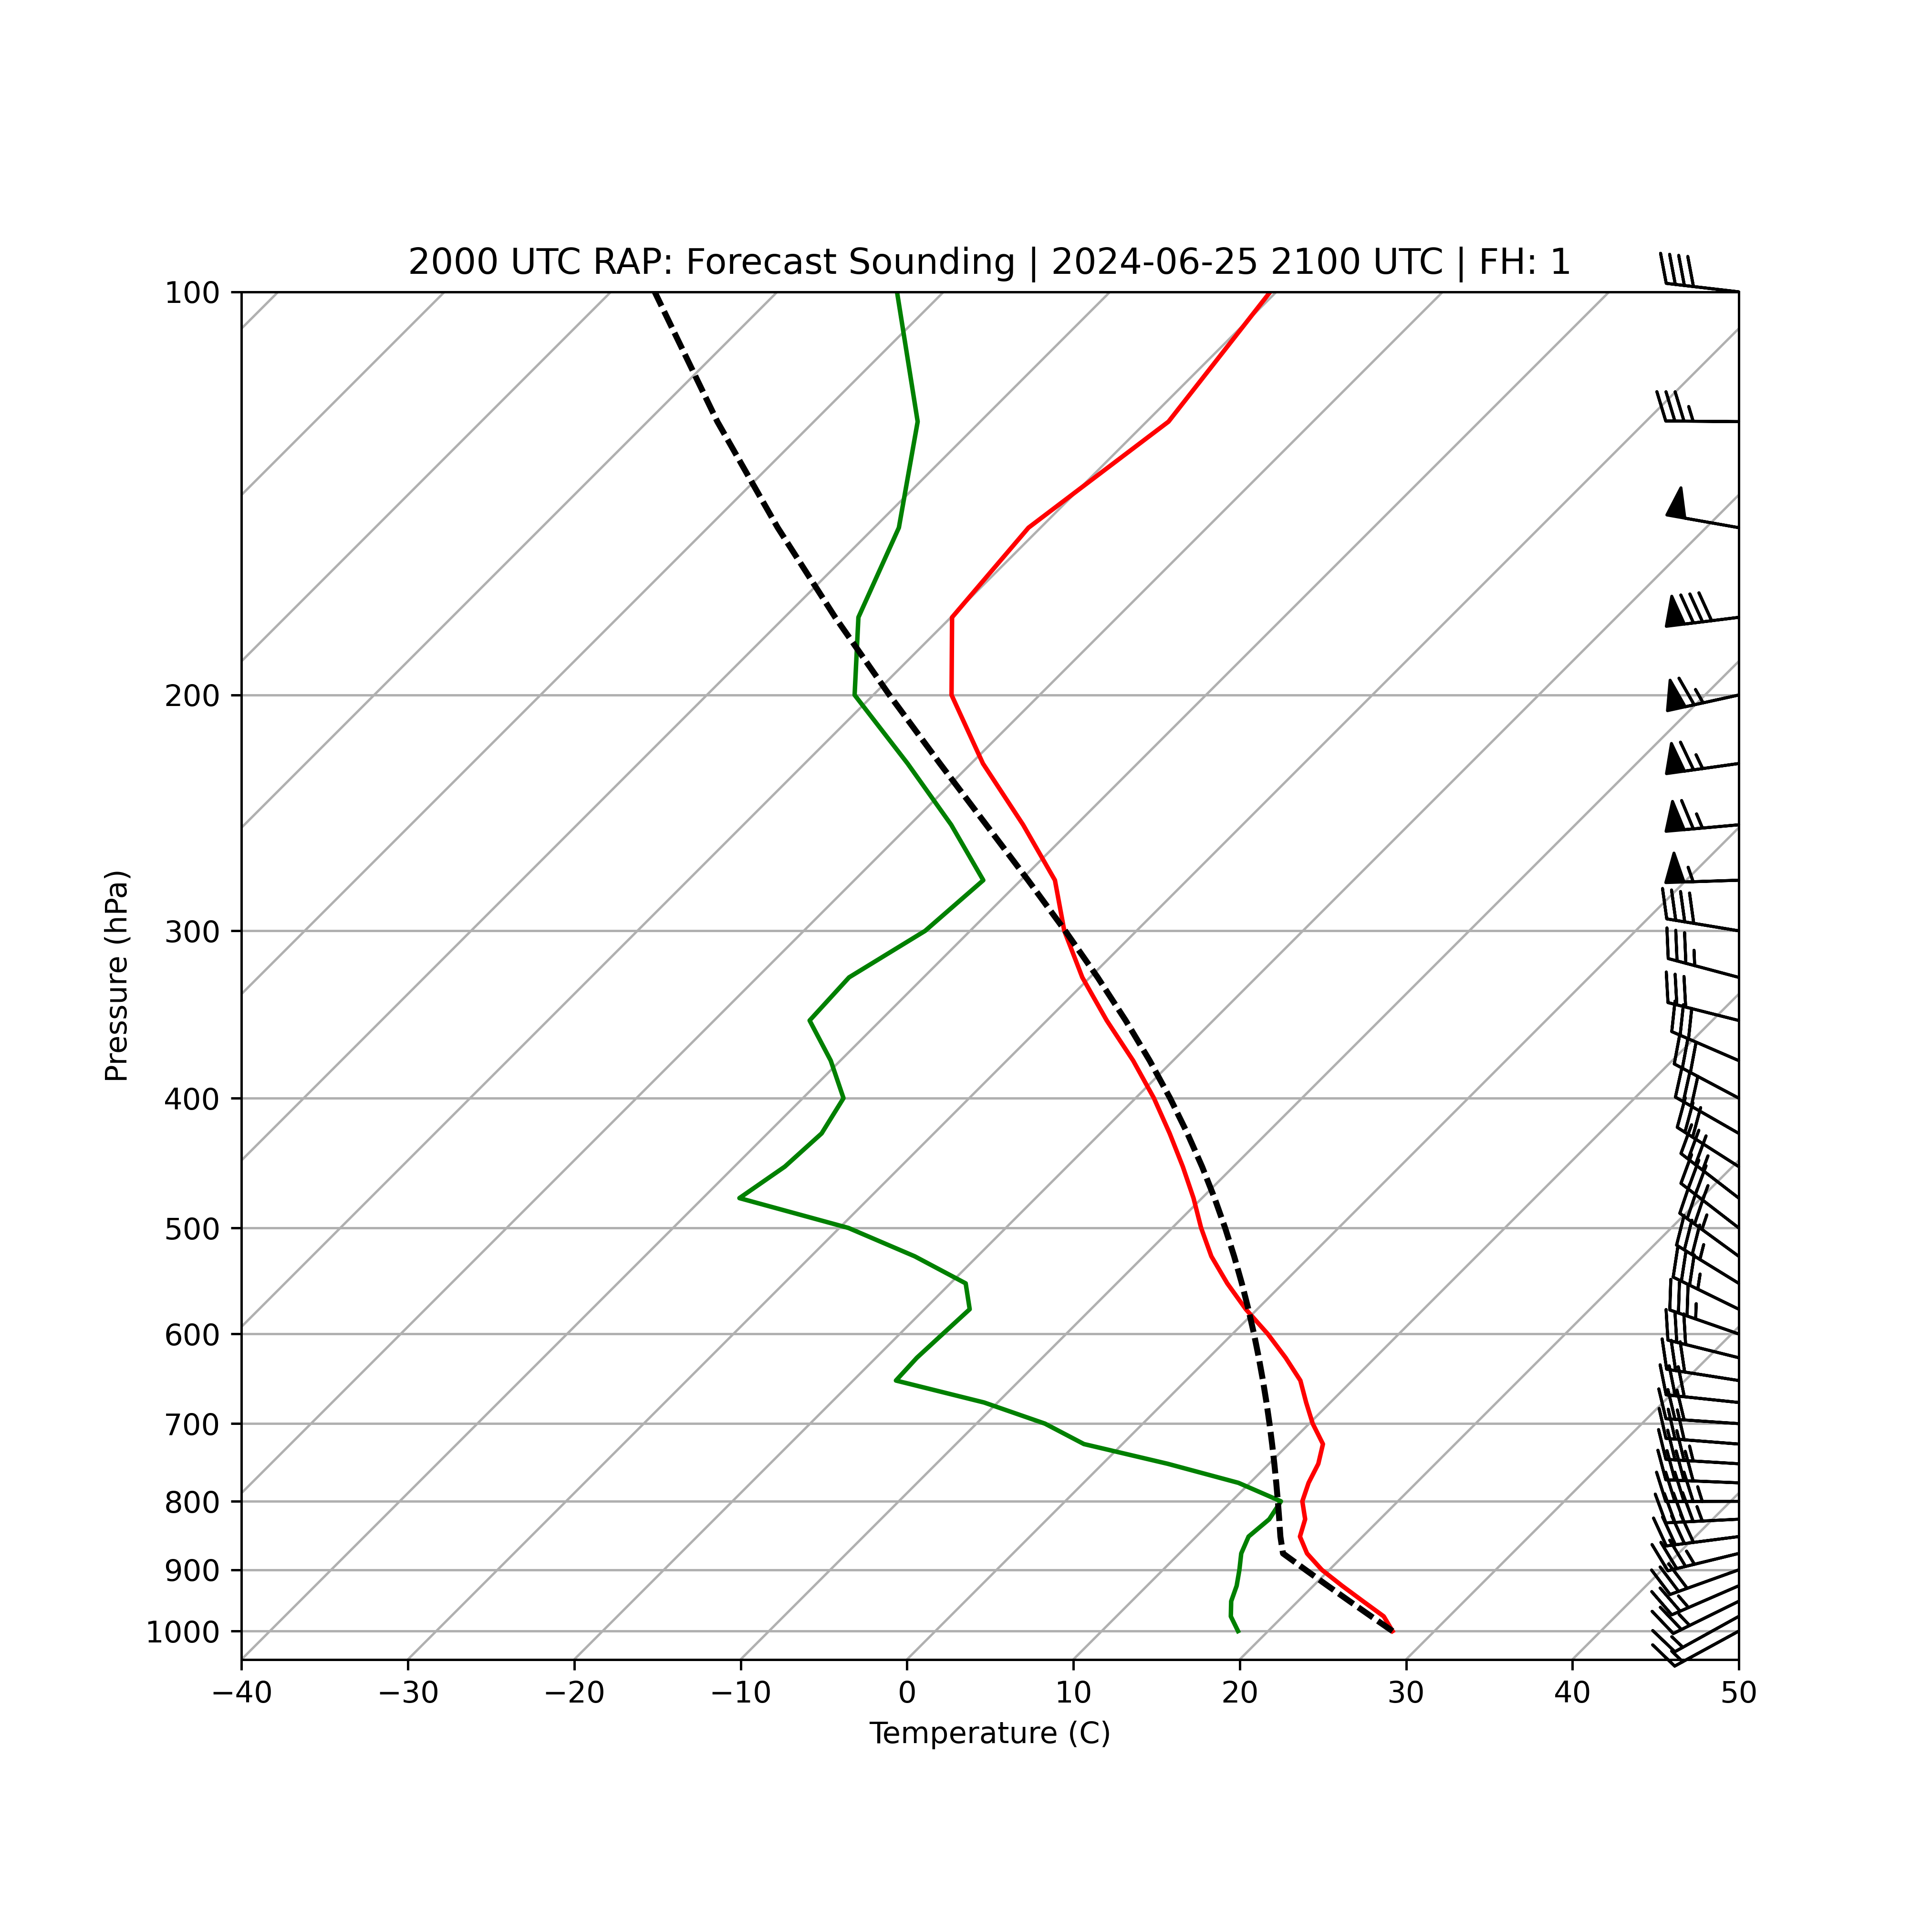 2000 UTC RAP: Forecast Sounding | 2024-06-25 2100 UTC | FH: 1
100
200
300
400
500
600
700
800
900
1000
Pressure (hPa)
−40 −30 −20 −10 0 10 20 30 40 50
Temperature (C)